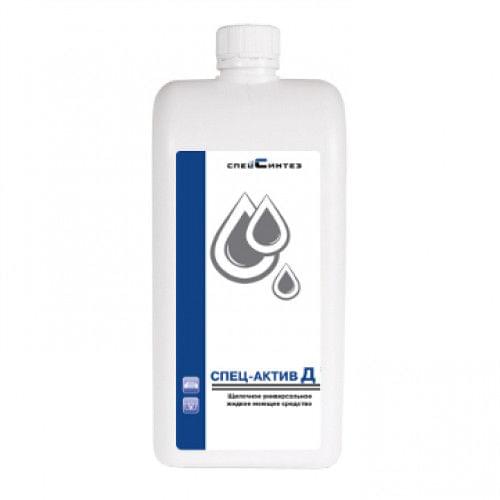 СПЕЦСИНТЕЗ
СПЕЦ-АКТИВ Д
Щелочное универсальное
жидкое моющее средство